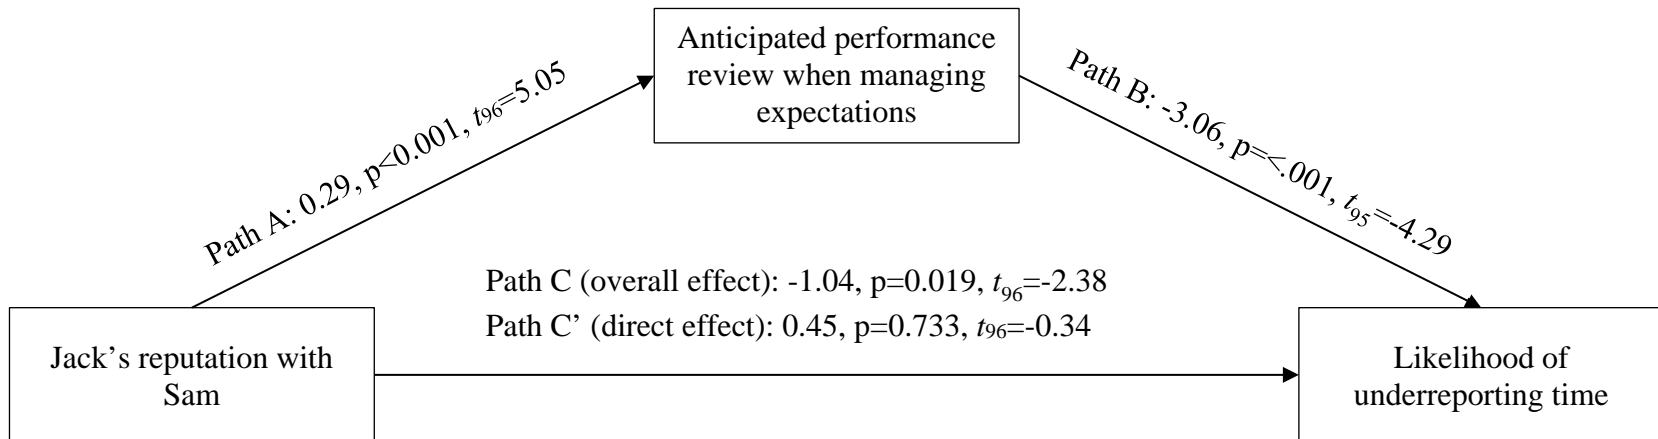 Anticipated performance
review when managing
expectations
Path A: 0.29, p<0.001, t96=5.05
Path B: -3.06, p=<.001, t95=-4.29
Path C (overall effect): -1.04, p=0.019, t96=-2.38
Path C’ (direct effect): 0.45, p=0.733, t96=-0.34
Jack’s reputation with
Sam
Likelihood of
underreporting time